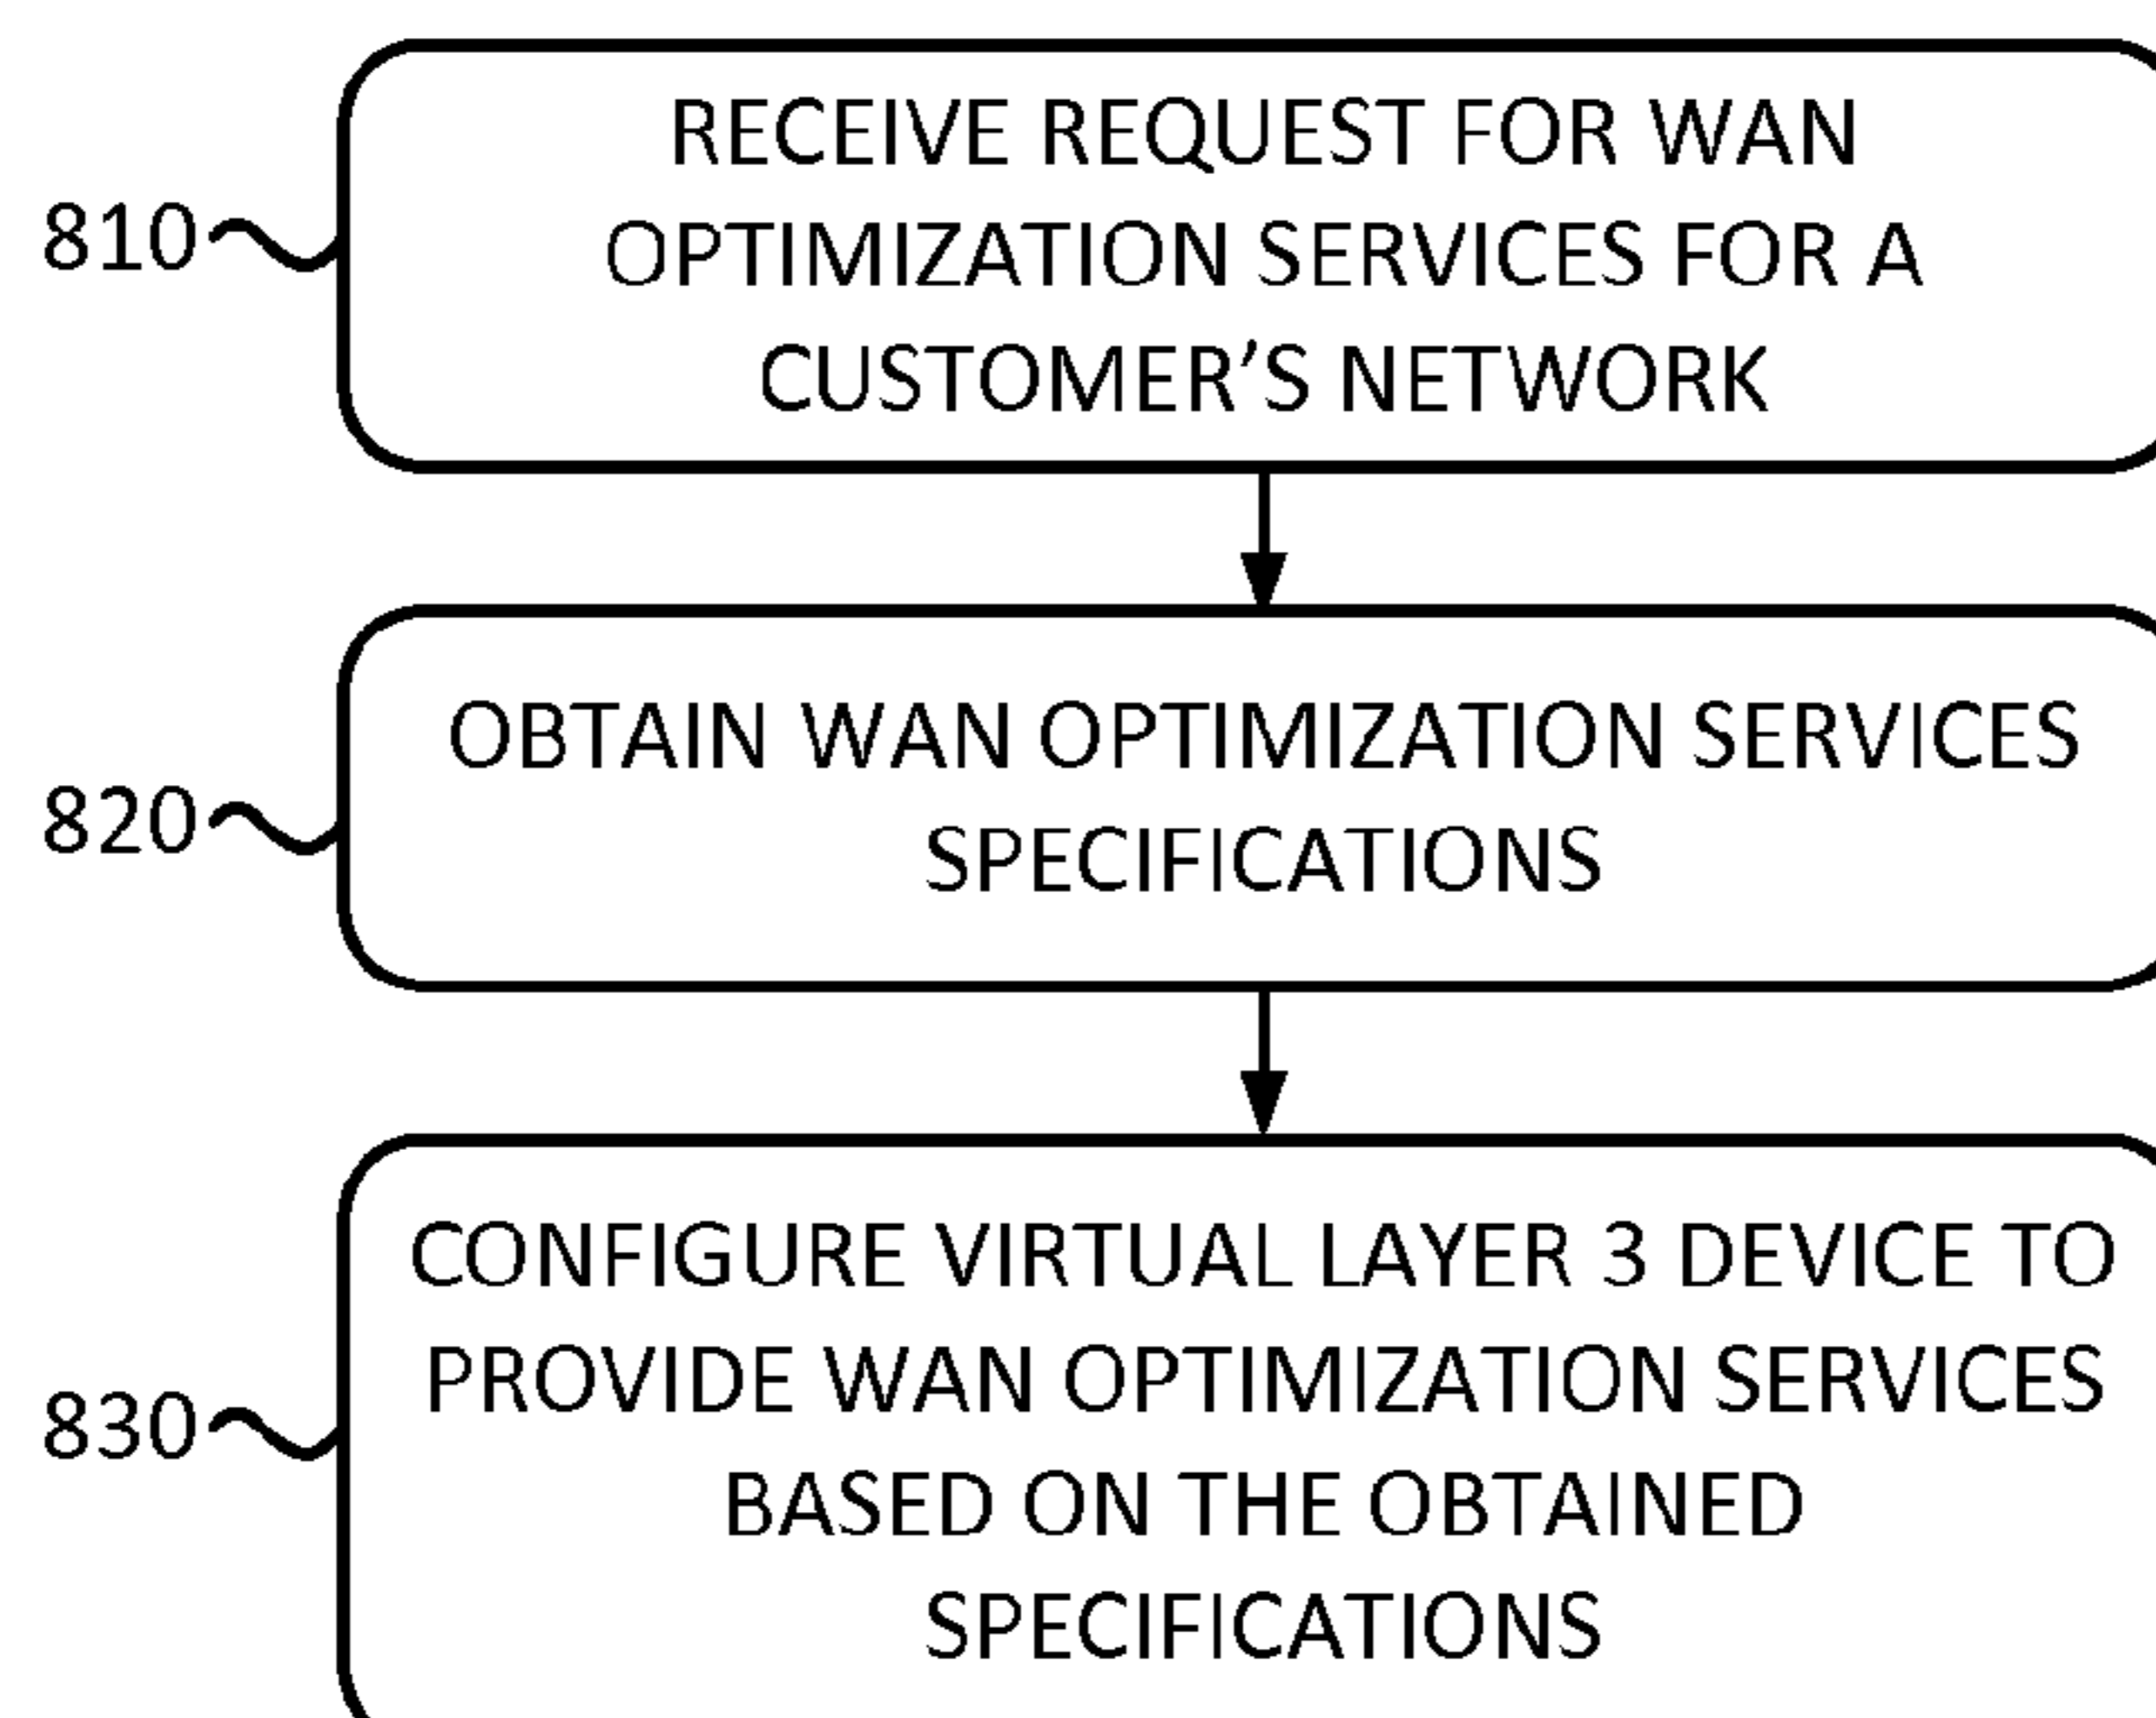 RECEIVE REQUEST FOR WAN
OPTIMIZATION SERVICES FOR A
CUSTOMER’S NETWORK
810
OBTAIN WAN OPTIMIZATION SERVICES
SPECIFICATIONS
820
CONFIGURE VIRTUAL LAYER 3 DEVICE TO
PROVIDE WAN OPTIMIZATION SERVICES
BASED ON THE OBTAINED
SPECIFICATIONS
830